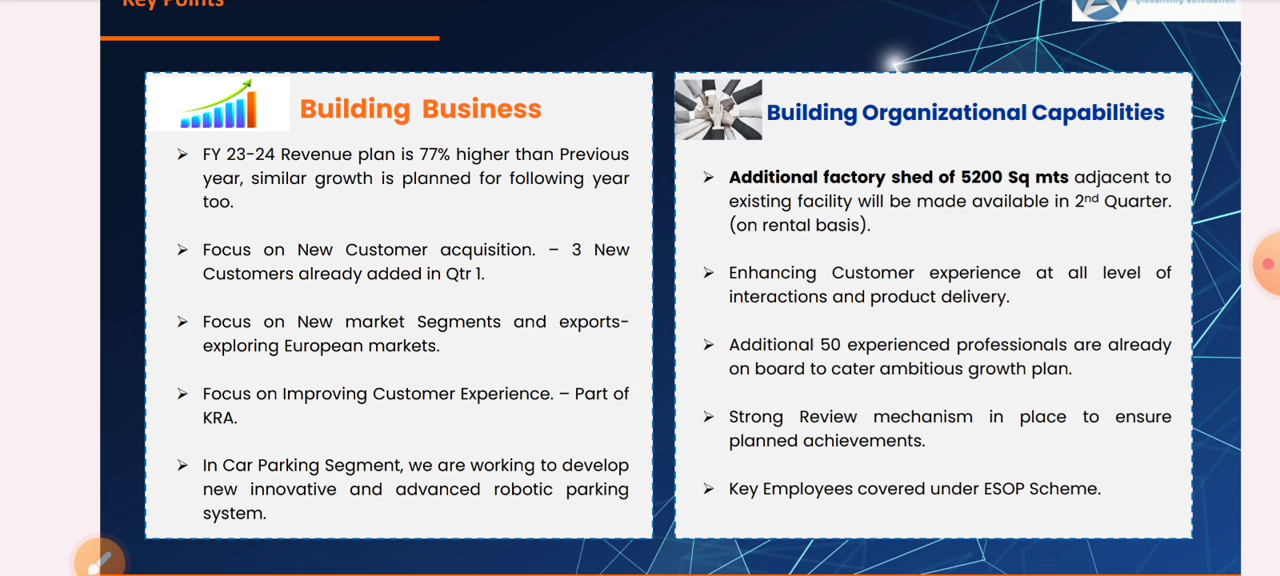 Key Points
globalising automation
Building Business
➢ FY 23-24 Revenue plan is 77% higher than Previous
year, similar growth is planned for following year
too.
➢ Focus on New Customer acquisition. – 3 New
Customers already added in Qtr 1.
➢ Focus on New market Segments and exports-
exploring European markets.
➢ Focus on Improving Customer Experience. – Part of
KRA.
➢ In Car Parking Segment, we are working to develop
new innovative and advanced robotic parking
system.
Building Organizational Capabilities
➢ Additional factory shed of 5200 Sq mts adjacent to
existing facility will be made available in 2nd Quarter.
(on rental basis).
➢ Enhancing Customer experience at all level of
interactions and product delivery.
➢ Additional 50 experienced professionals are already
on board to cater ambitious growth plan.
➢ Strong Review mechanism in place to ensure
planned achievements.
➢ Key Employees covered under ESOP Scheme.